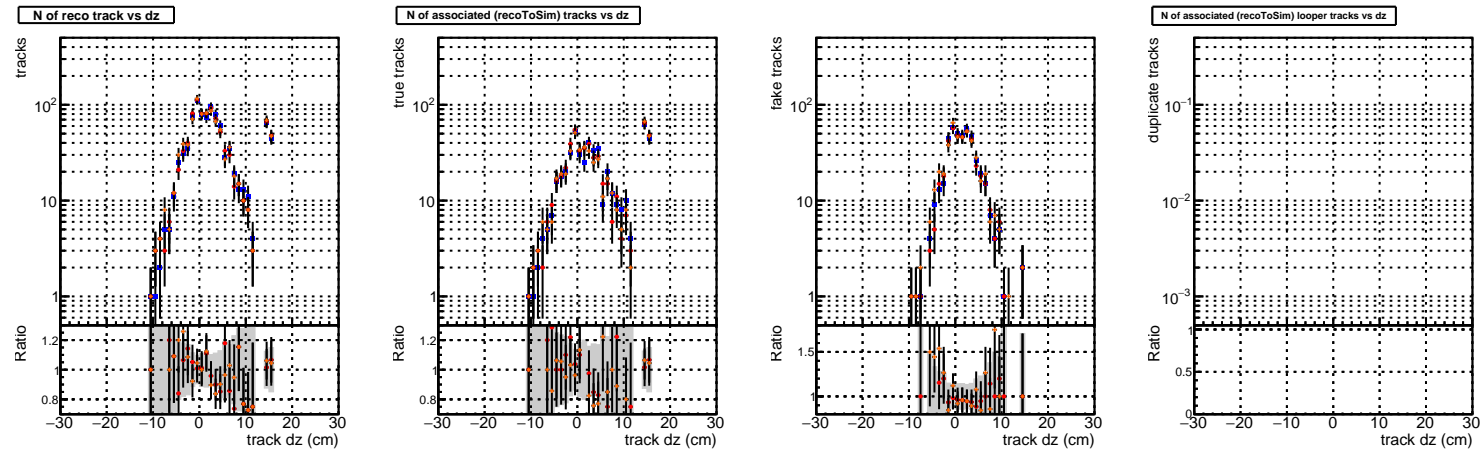 N of reco track vs dz
tracks
10²
10
1
Ratio
1.2
1
0.8
−30 −20 −10 0 10 20 30
track dz (cm)
N of associated (recoToSim) tracks vs dz
true tracks
10²
10
1
Ratio
1.2
1
0.8
−30 −20 −10 0 10 20 30
track dz (cm)
fake tracks
10²
10
1
Ratio
1.5
1
−30 −20 −10 0 10 20 30
track dz (cm)
N of associated (recoToSim) looper tracks vs dz
duplicate tracks
10⁻¹
10⁻²
10⁻³
Ratio
1
0.5
0
−30 −20 −10 0 10 20 30
track dz (cm)